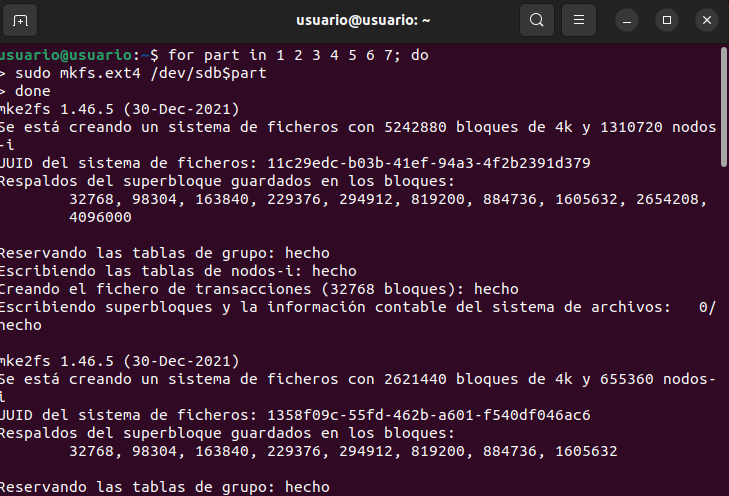 usuario@usuario: ~
usuario@usuario:~$ for part in 1 2 3 4 5 6 7; do
> sudo mkfs.ext4 /dev/sdb$part
> done
mke2fs 1.46.5 (30-Dec-2021)
Se está creando un sistema de ficheros con 5242880 bloques de 4k y 1310720 nodos
-i
UUID del sistema de ficheros: 11c29edc-b03b-41ef-94a3-4f2b2391d379
Respaldos del superbloque guardados en los bloques:
32768, 98304, 163840, 229376, 294912, 819200, 884736, 1605632, 2654208,
4096000
Reservando las tablas de grupo: hecho
Escribiendo las tablas de nodos-i: hecho
Creando el fichero de transacciones (32768 bloques): hecho
Escribiendo superbloques y la información contable del sistema de archivos:   0/
hecho
mke2fs 1.46.5 (30-Dec-2021)
Se está creando un sistema de ficheros con 2621440 bloques de 4k y 655360 nodos-
i
UUID del sistema de ficheros: 1358f09c-55fd-462b-a601-f540df046ac6
Respaldos del superbloque guardados en los bloques:
32768, 98304, 163840, 229376, 294912, 819200, 884736, 1605632
Reservando las tablas de grupo: hecho